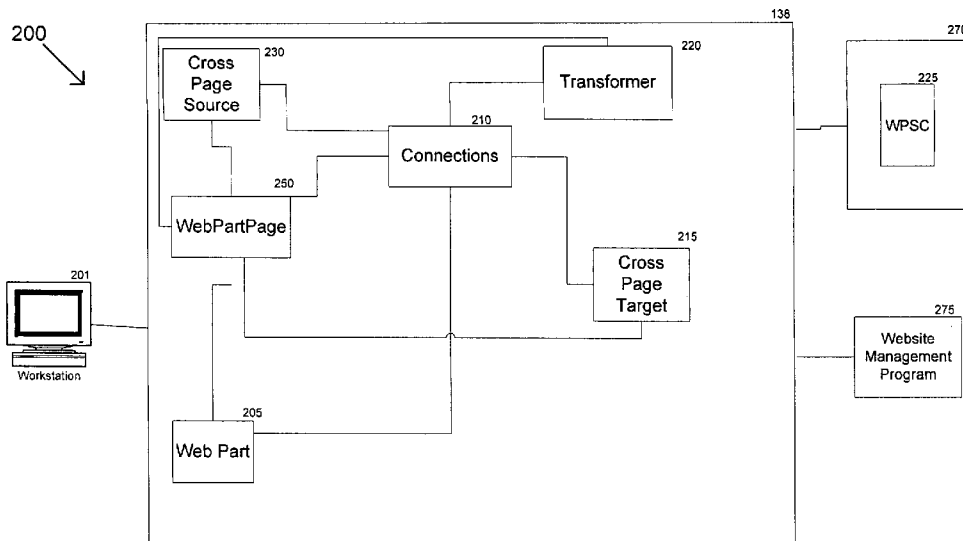 200
138
230
Cross
Page
Source
220
Transformer
270
225
WPSC
210
Connections
250
WebPartPage
215
Cross
Page
Target
201
Workstation
275
Website
Management
Program
205
Web Part